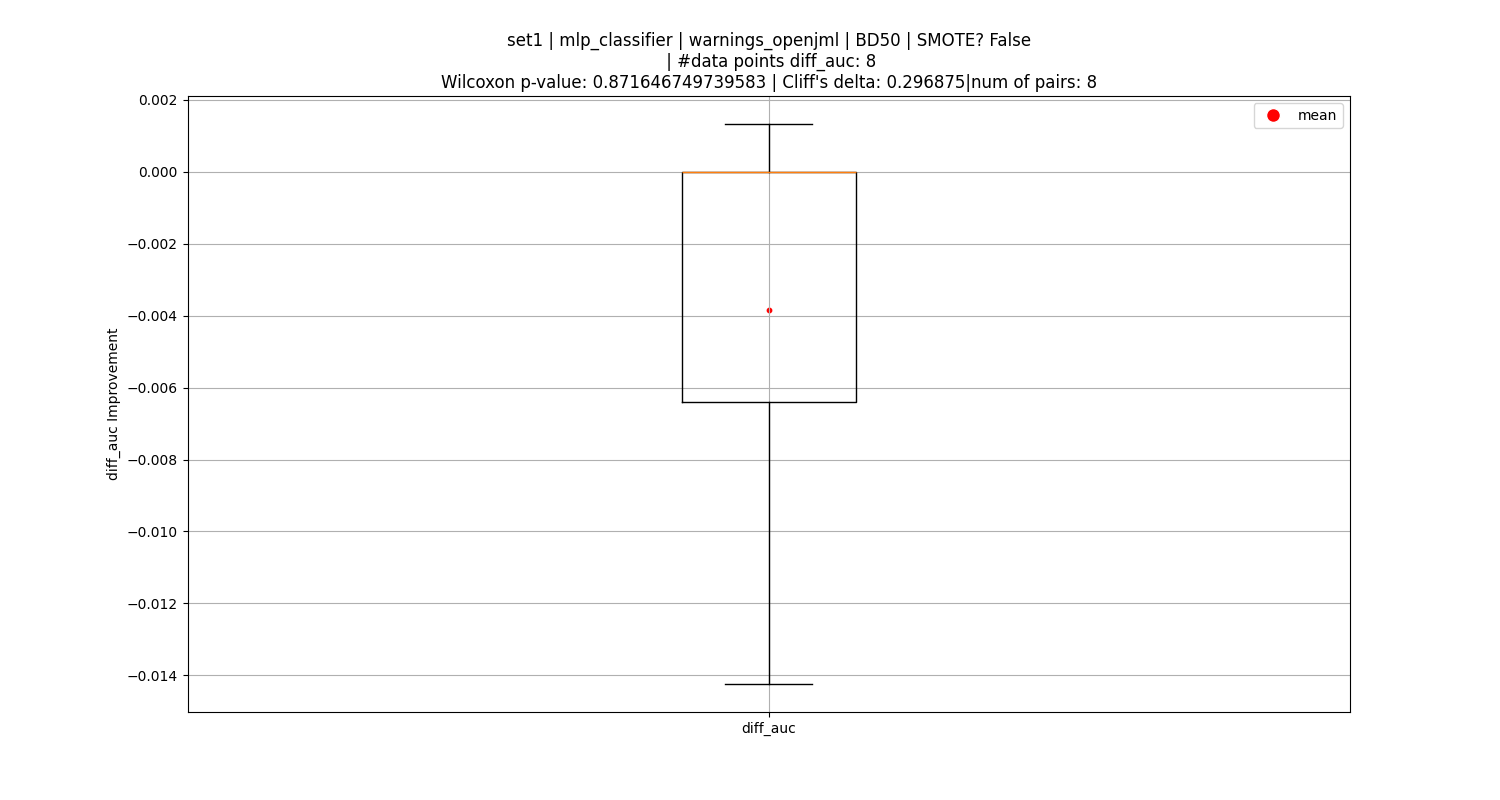 set1 | mlp_classifier | warnings_openjml | BD50 | SMOTE? False
| #data points diff_auc: 8
Wilcoxon p-value: 0.871646749739583 | Cliff's delta: 0.296875|num of pairs: 8
mean
0.002
0.000
−0.002
−0.004
−0.006
−0.008
−0.010
−0.012
−0.014
diff_auc Improvement
diff_auc